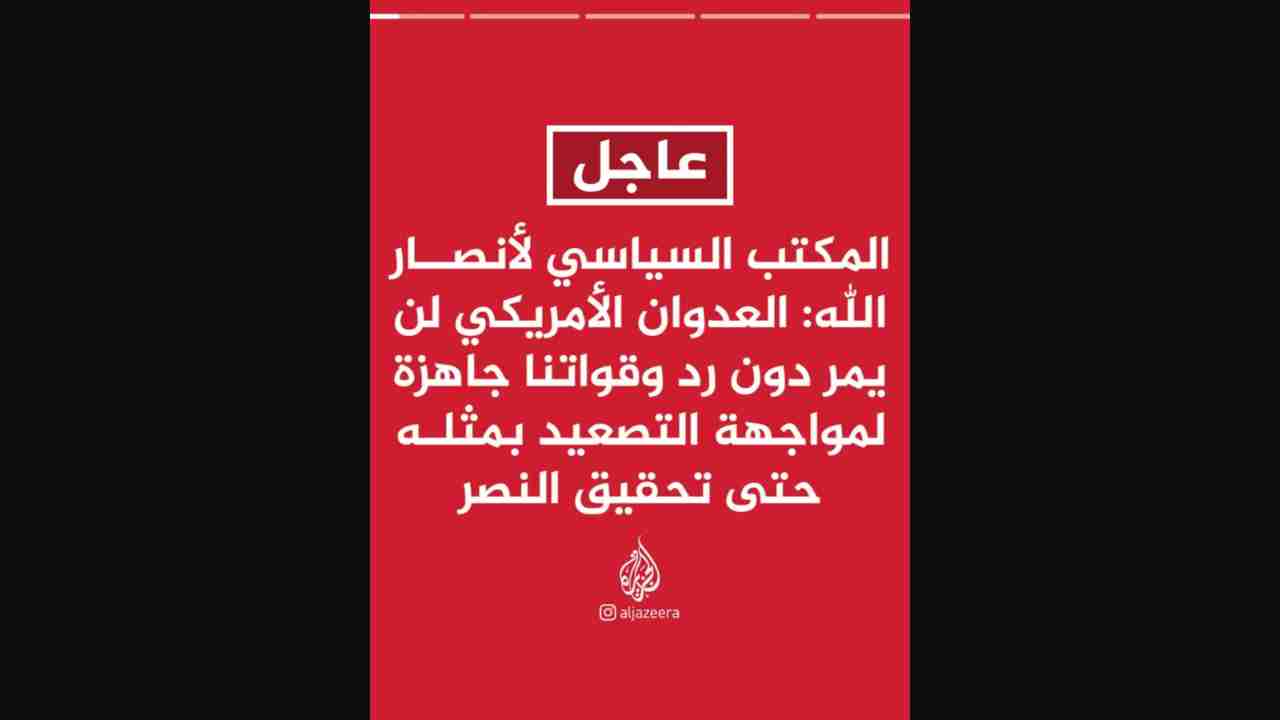 عاجل
المكتب السياسي لأنصار
الله: العدوان الأمريكي لن
يمر دون رد وقواتنا جاهزة
لمواجهة التصعيد بمثله
حتى تحقيق النصر
الجزيرة
aljazeera